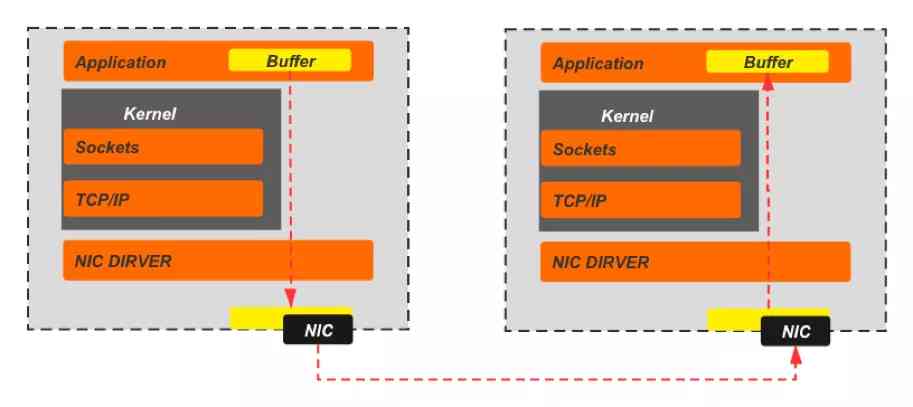 Application
Buffer
Kernel
Sockets
TCP/IP
NIC DIRVER
NIC
Application
Buffer
Kernel
Sockets
TCP/IP
NIC DIRVER
NIC